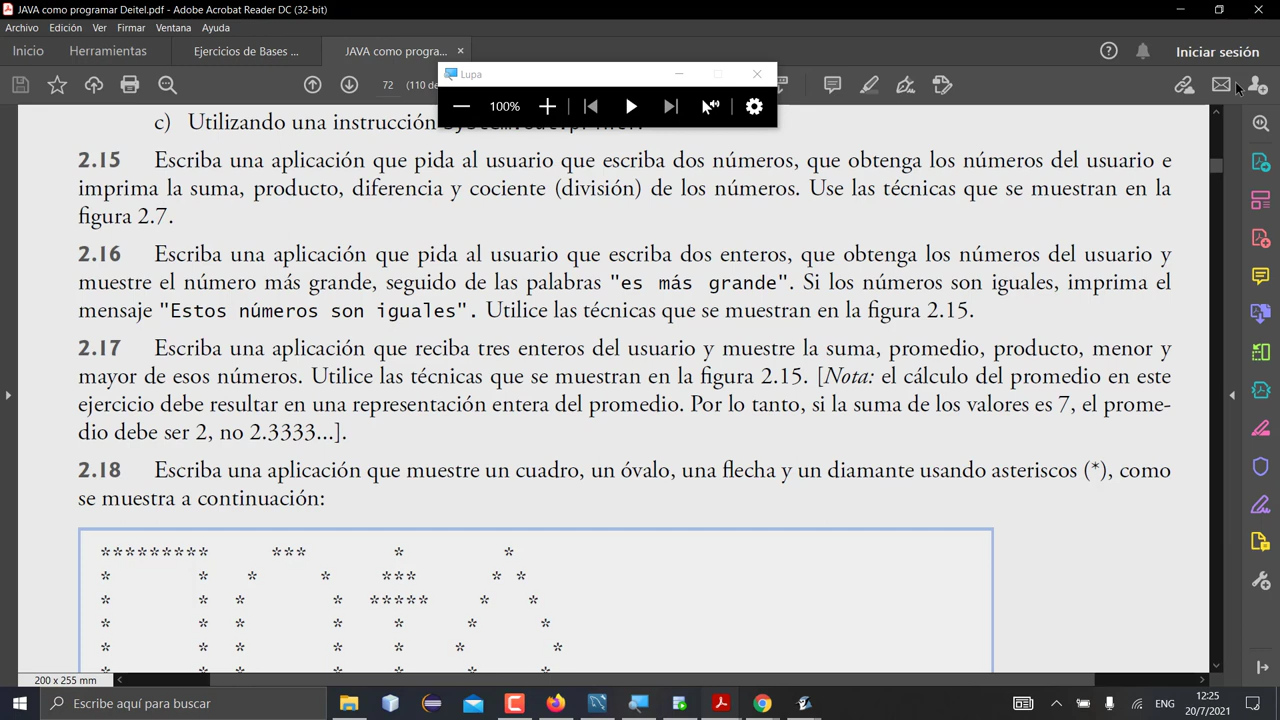 JAVA como programar Deitel.pdf - Adobe Acrobat Reader DC (32-bit)
Archivo Edición Ver Firmar Ventana Ayuda
Inicio Herramientas Ejercicios de Bases ... JAVA como progra... × Iniciar sesión
72 (110 de
Lupa
100%
c) Utilizando una instrucción
2.15 Escriba una aplicación que pida al usuario que escriba dos números, que obtenga los números del usuario e
imprima la suma, producto, diferencia y cociente (división) de los números. Use las técnicas que se muestran en la
figura 2.7.
2.16 Escriba una aplicación que pida al usuario que escriba dos enteros, que obtenga los números del usuario y
muestre el número más grande, seguido de las palabras "es más grande". Si los números son iguales, imprima el
mensaje "Estos números son iguales". Utilice las técnicas que se muestran en la figura 2.15.
2.17 Escriba una aplicación que reciba tres enteros del usuario y muestre la suma, promedio, producto, menor y
mayor de esos números. Utilice las técnicas que se muestran en la figura 2.15. [Nota: el cálculo del promedio en este
ejercicio debe resultar en una representación entera del promedio. Por lo tanto, si la suma de los valores es 7, el prome-
dio debe ser 2, no 2.3333...].
2.18 Escriba una aplicación que muestre un cuadro, un óvalo, una flecha y un diamante usando asteriscos (*), como
se muestra a continuación:
********* *** * *
* * * * *** * *
* * * * ***** * *
* * * * * * *
* * * * * * *
* * * * * * *
200 x 255 mm
Escribe aquí para buscar
ENG
12:25
20/7/2021